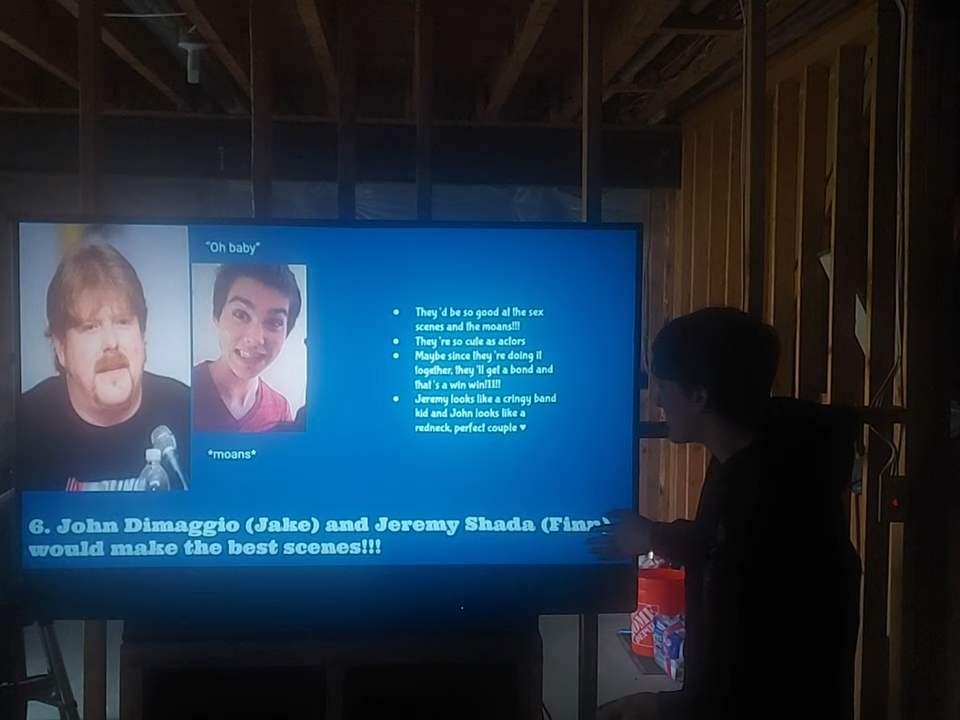 "Oh baby"
They'd be so good at the sex
scenes and the moans!!!
They're so cute as actors
Maybe since they're doing it
together, they'll get a bond and
that's a win win!11!!
Jeremy looks like a cringy band
kid and John looks like a
redneck, perfect couple ♥
*moans*
6. John Dimaggio (Jake) and Jeremy Shada (Finn)
would make the best scenes!!!